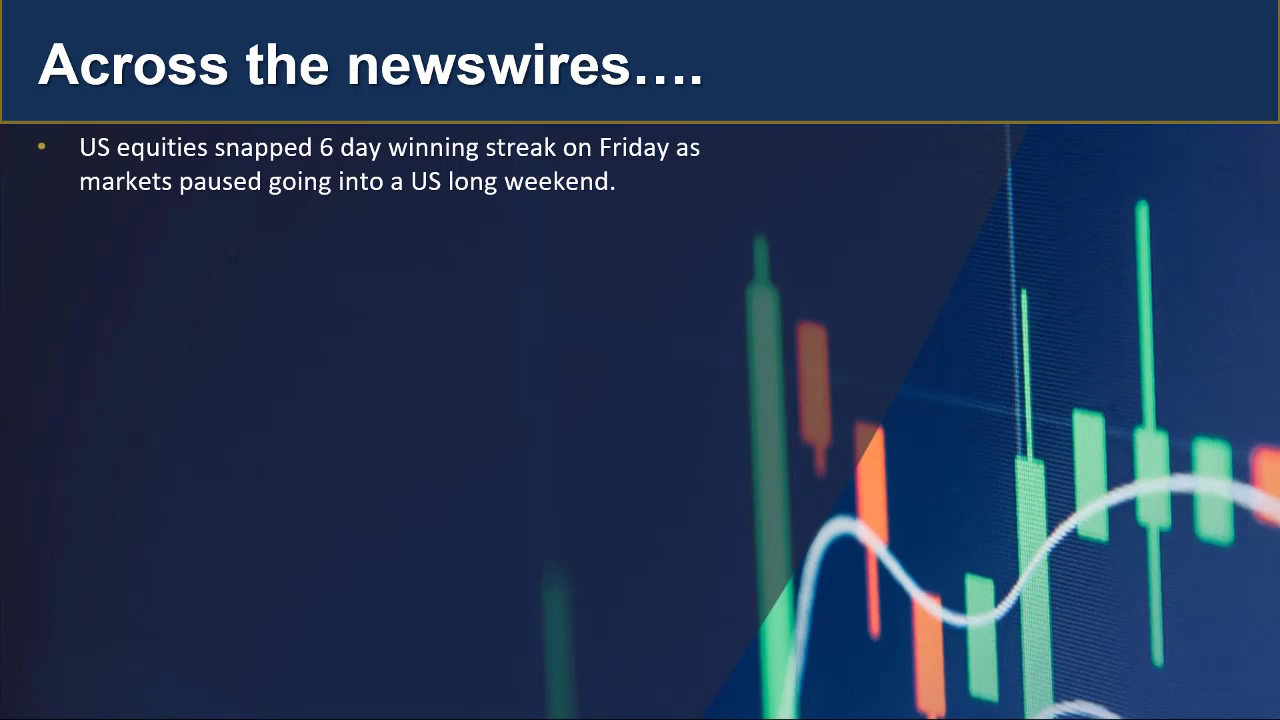 Across the newswires….
• US equities snapped 6 day winning streak on Friday as
markets paused going into a US long weekend.